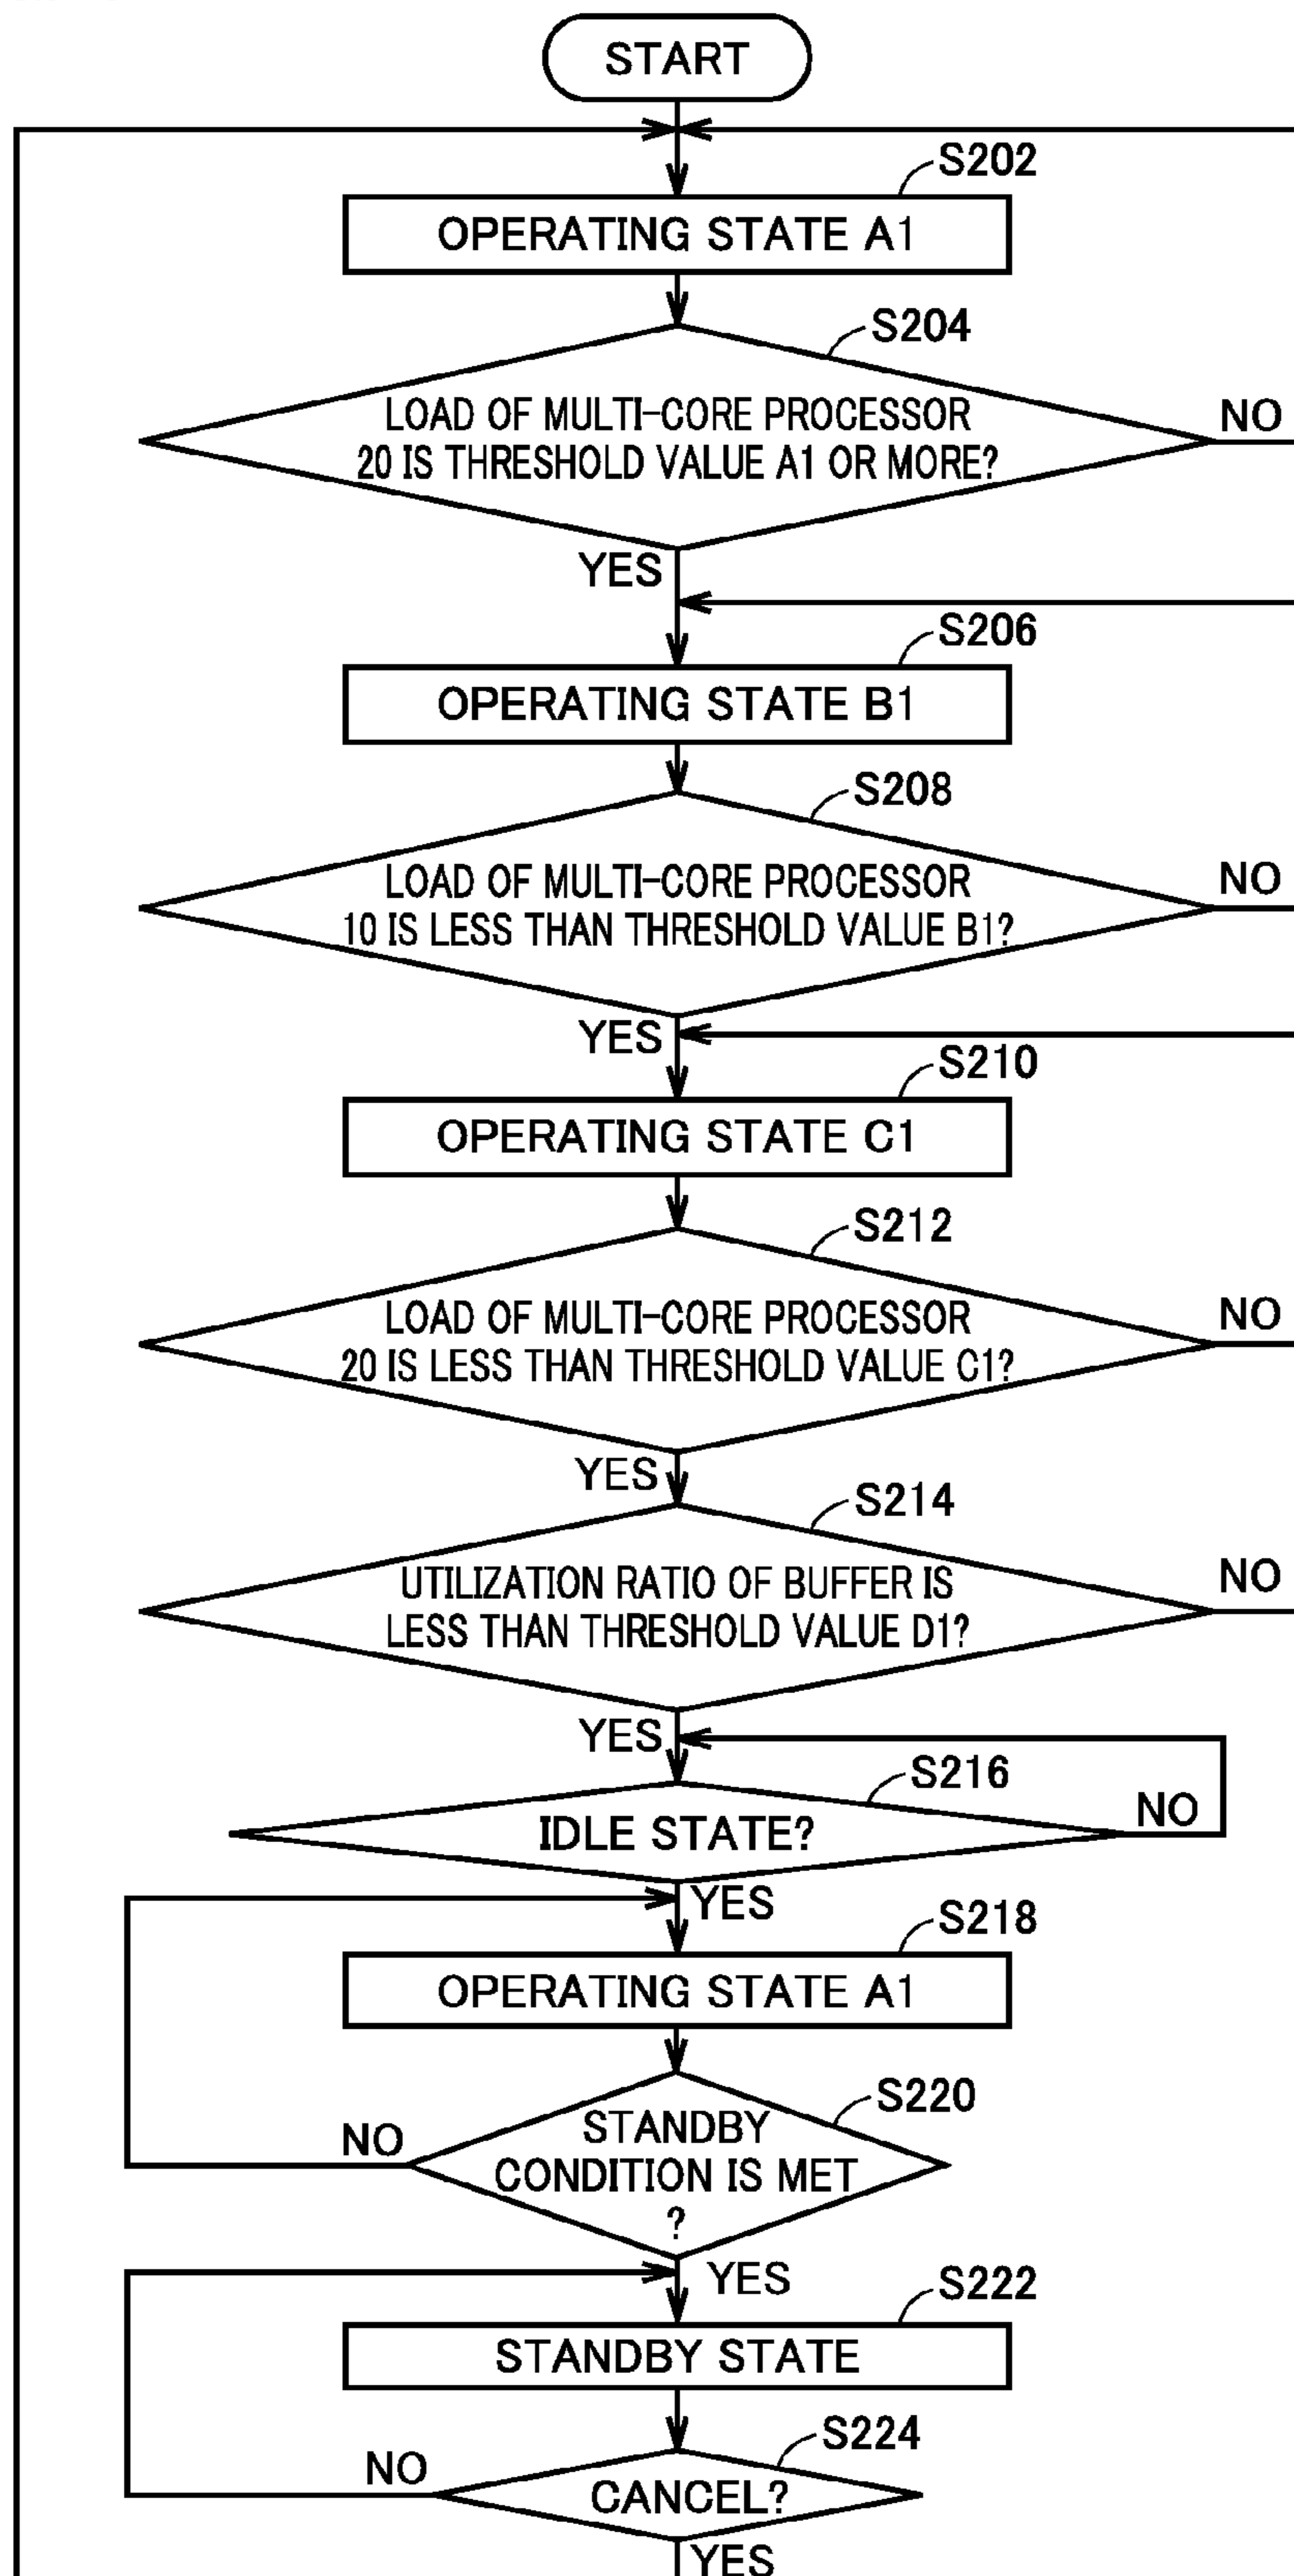 START
S202
OPERATING STATE A1
S204
LOAD OF MULTI-CORE PROCESSOR
20 IS THRESHOLD VALUE A1 OR MORE?
NO
YES
S206
OPERATING STATE B1
S208
LOAD OF MULTI-CORE PROCESSOR
10 IS LESS THAN THRESHOLD VALUE B1?
NO
YES
S210
OPERATING STATE C1
S212
LOAD OF MULTI-CORE PROCESSOR
20 IS LESS THAN THRESHOLD VALUE C1?
NO
YES
S214
UTILIZATION RATIO OF BUFFER IS
LESS THAN THRESHOLD VALUE D1?
NO
YES
S216
IDLE STATE?
NO
YES
S218
OPERATING STATE A1
S220
STANDBY
CONDITION IS MET
?
NO
YES
S222
STANDBY STATE
S224
CANCEL?
NO
YES